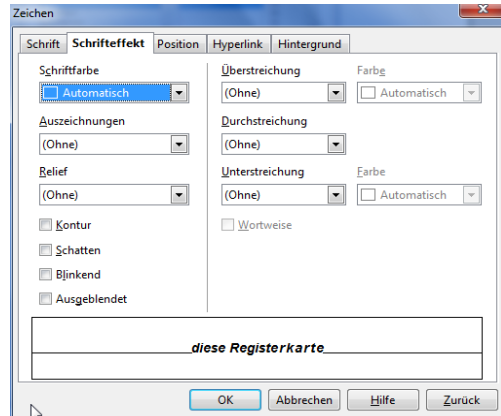 Zeichen
Schrift Schrifteffekt Position Hyperlink Hintergrund
Schriftfarbe
Automatisch
Auszeichnungen
(Ohne)
Relief
(Ohne)
Kontur
Schatten
Blinkend
Ausgeblendet
Überstreichung Farbe
(Ohne) Automatisch
Durchstreichung
(Ohne)
Unterstreichung Farbe
(Ohne) Automatisch
Wortweise
diese Registerkarte
OK Abbrechen Hilfe Zurück